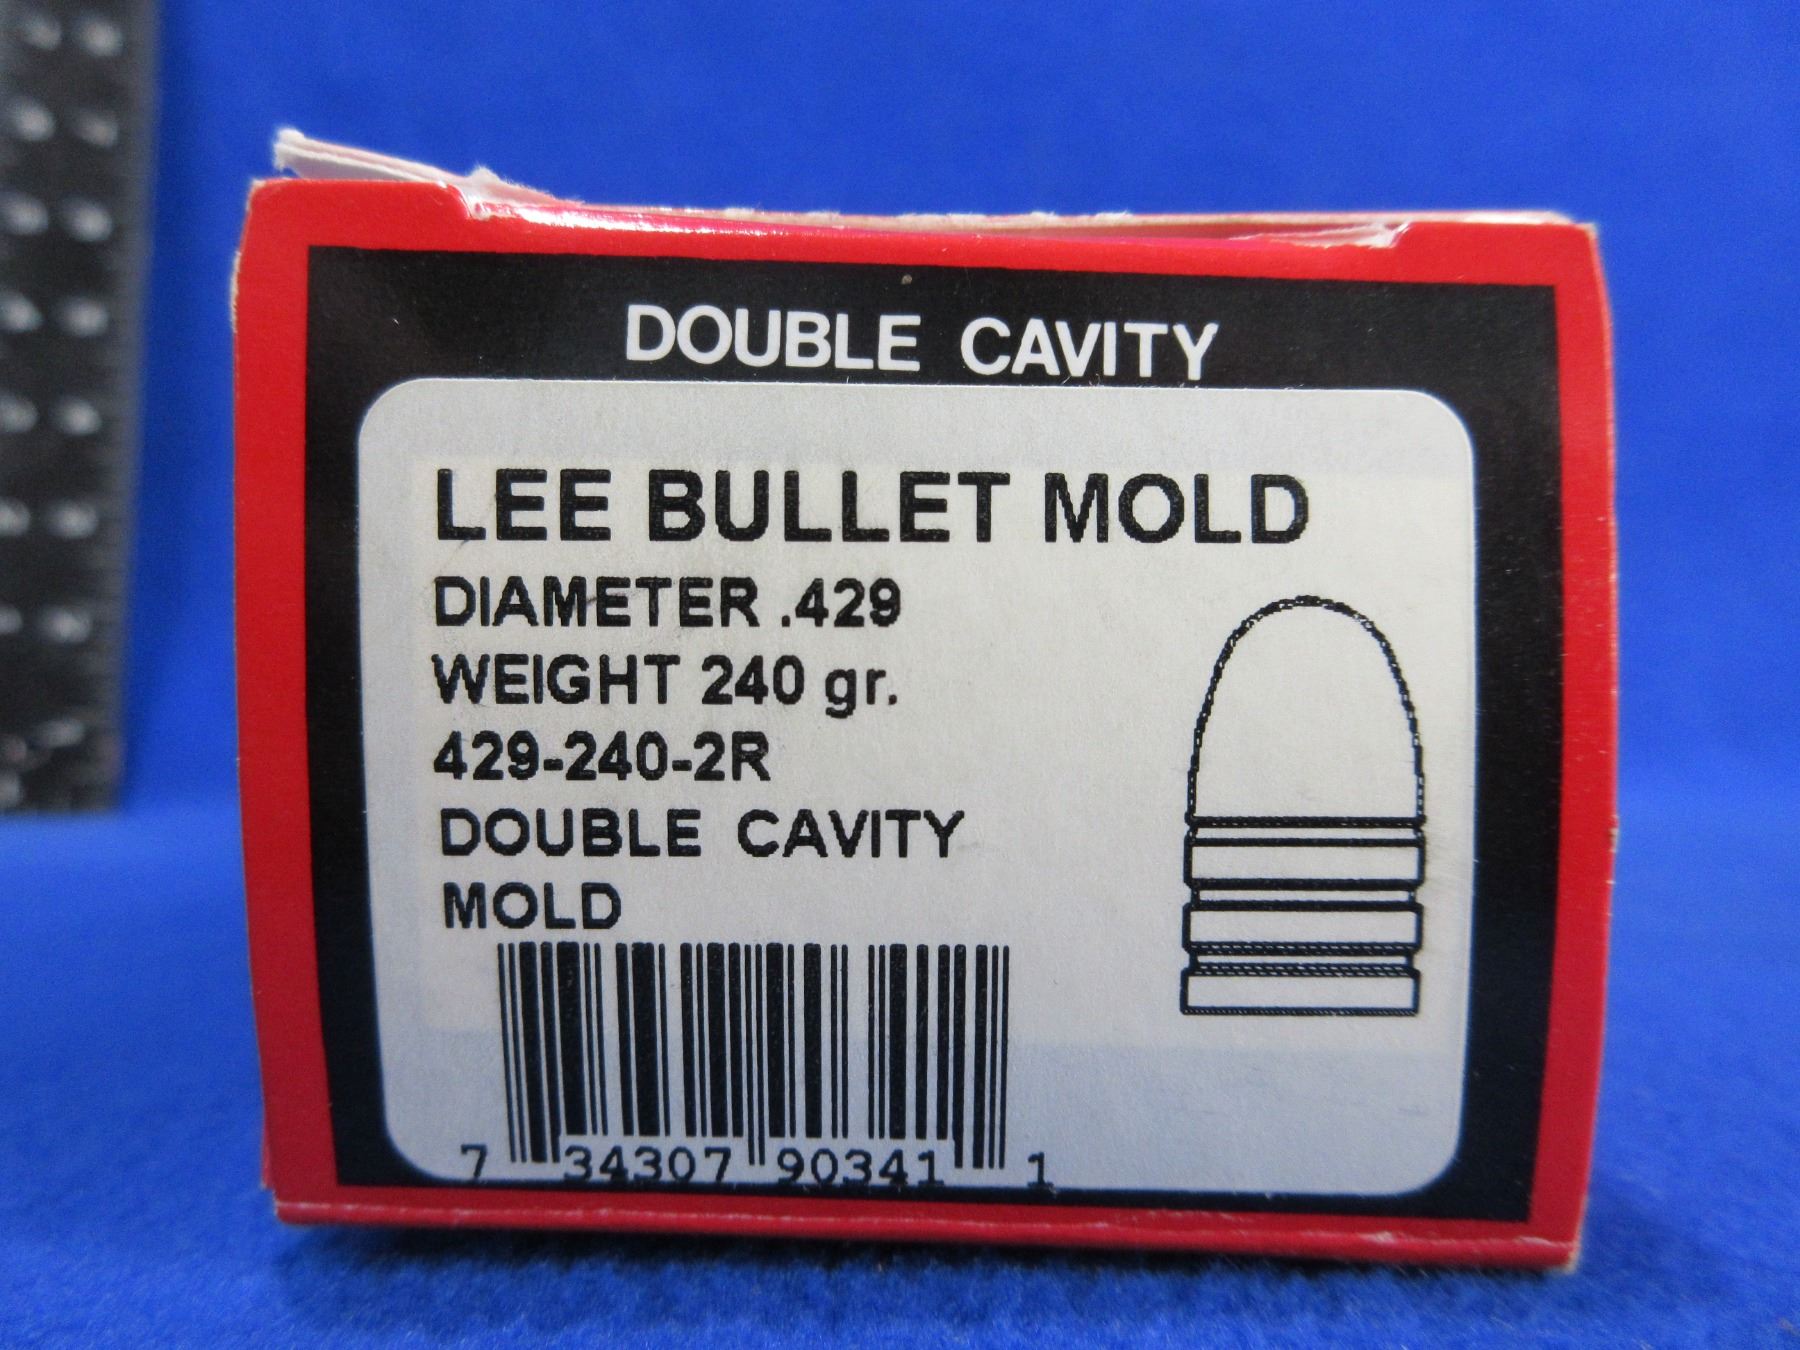 DOUBLE CAVITY
LEE BULLET MOLD
DIAMETER .429
WEIGHT 240 gr.
429-240-2R
DOUBLE CAVITY
MOLD
7 34307 90341 1